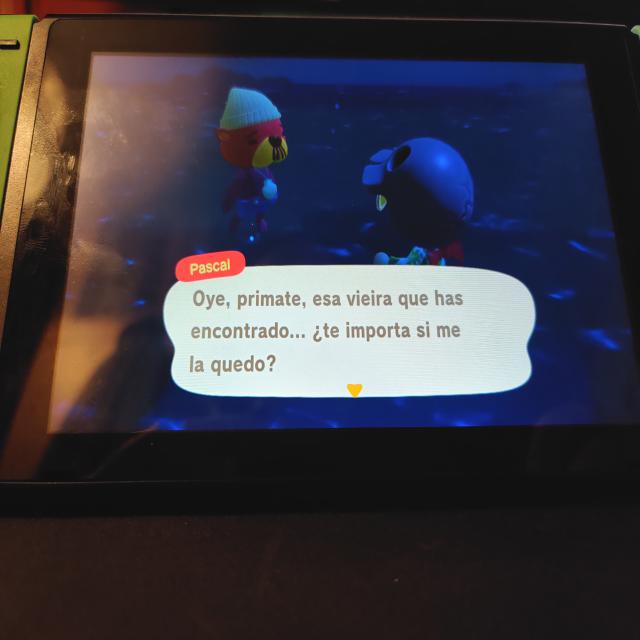 Pascal
Oye, primate, esa vieira que has
encontrado... ¿te importa si me
la quedo?